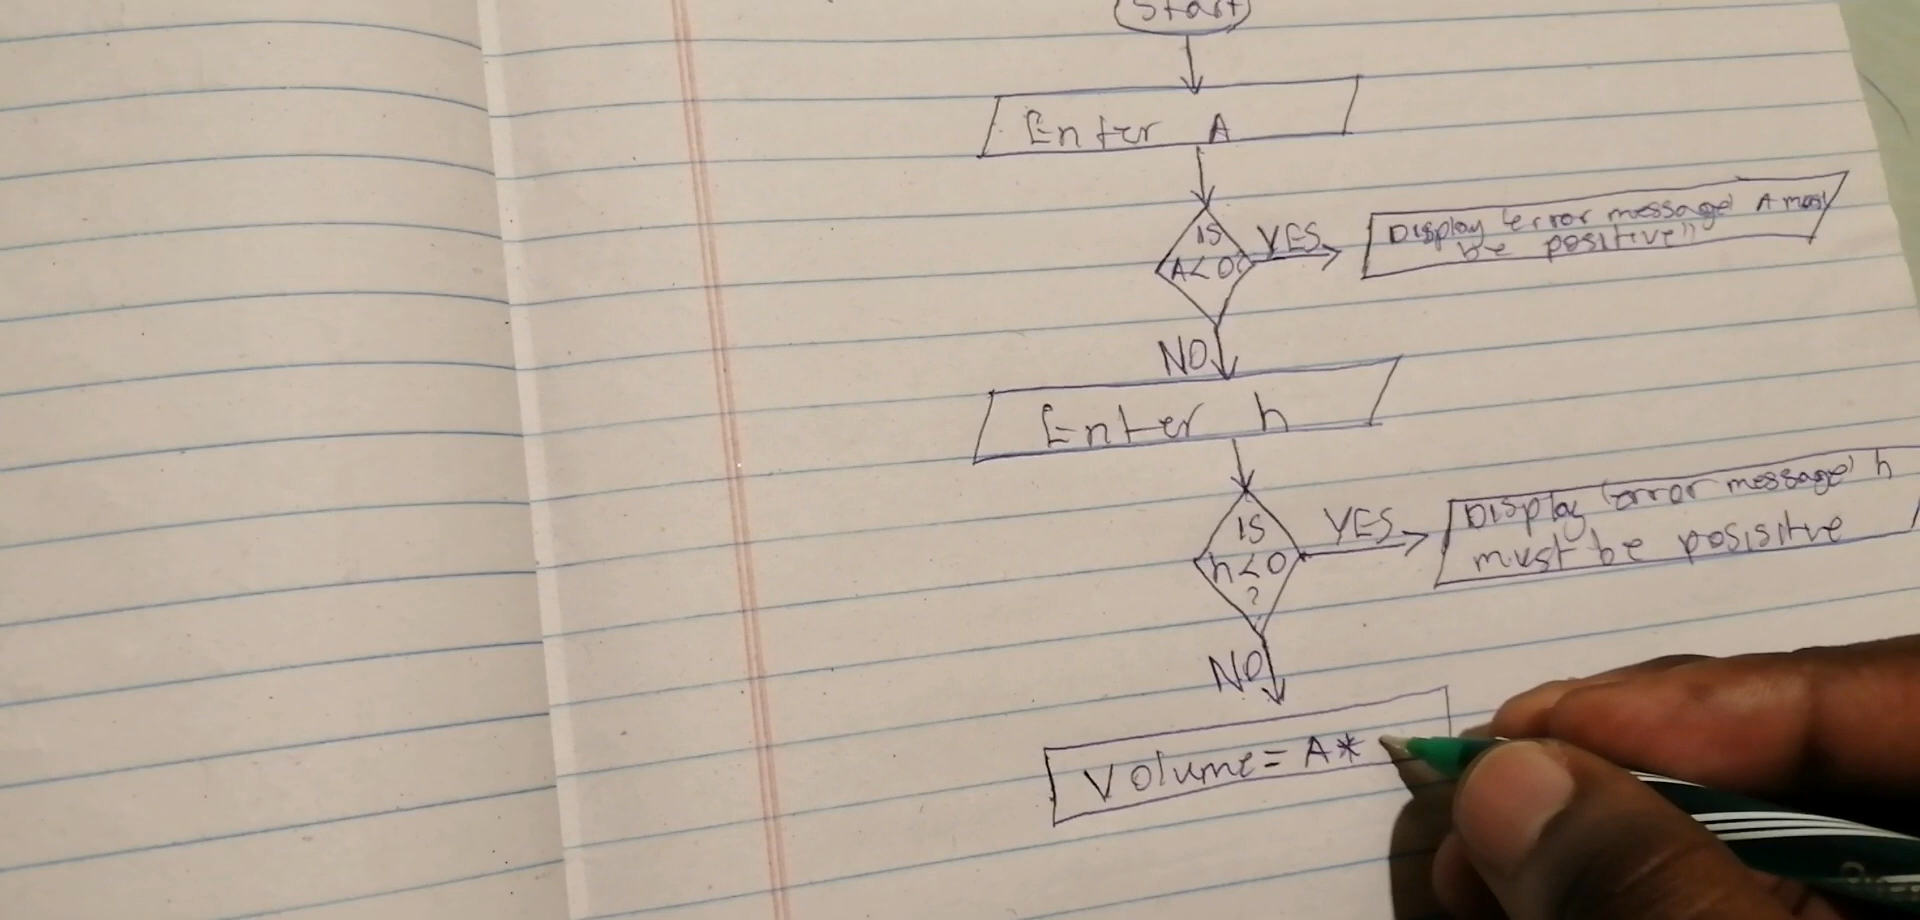 Start
Enter A
IS
A<0?
YES
Display (error message) A must
be positive"
NO
Enter h
IS
h<0
?
YES
Display (error message) h
must be posisitve
NO
Volume= A*